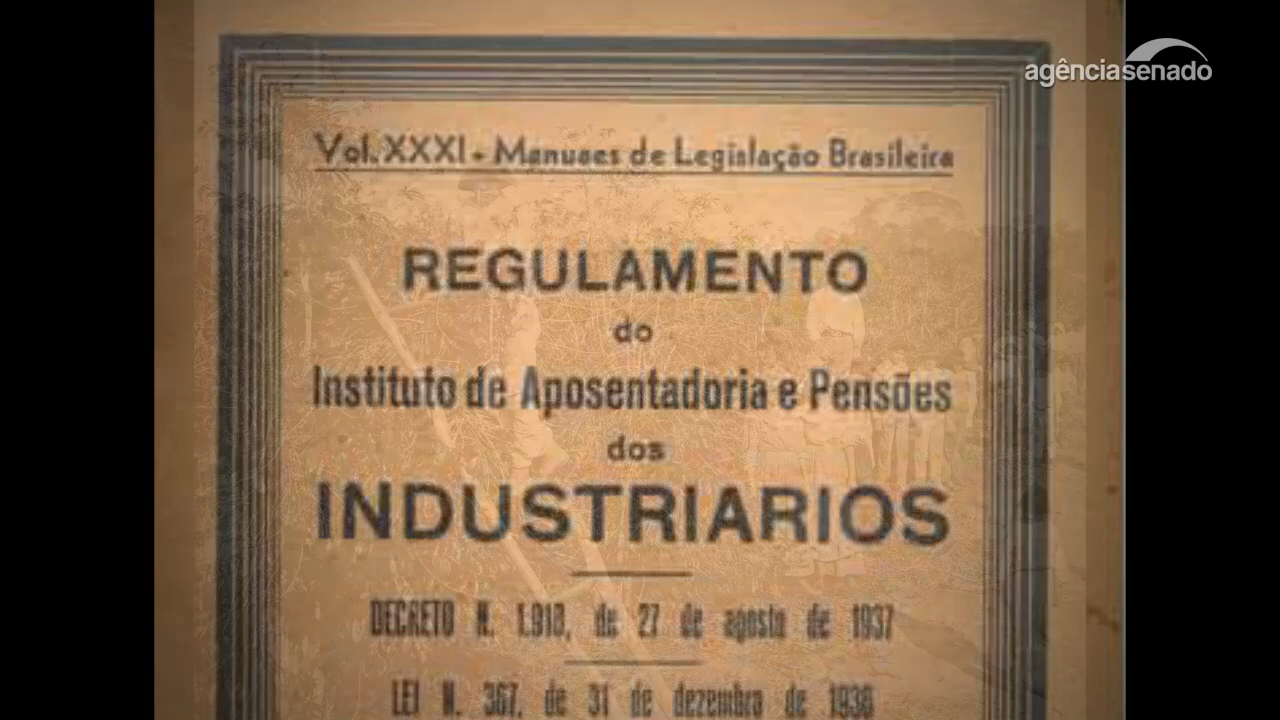 agênciasenado
Vol. XXXI - Manuaes de Legislação Brasileira
REGULAMENTO
do
Instituto de Aposentadoria e Pensões
dos
INDUSTRIARIOS
DECRETO N. 1.918, de 27 de agosto de 1937
LEI N. 367, de 31 de dezembro de 1936